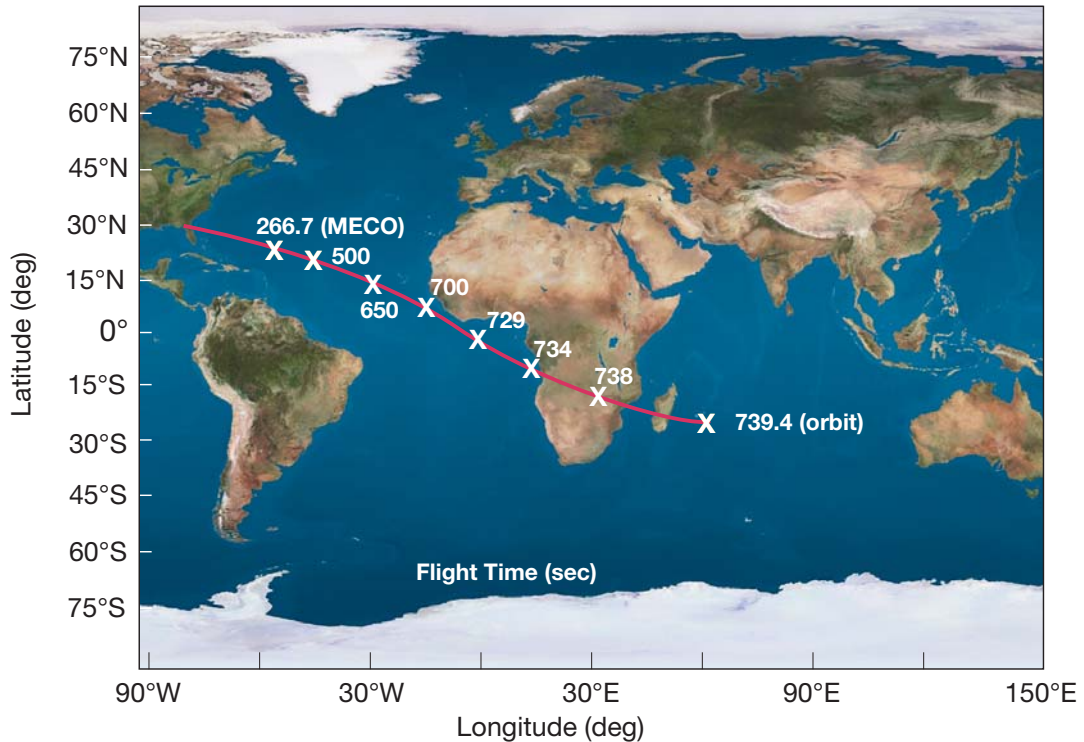 75°N
60°N
45°N
30°N
15°N
0°
15°S
30°S
45°S
60°S
75°S
Latitude (deg)
266.7 (MECO)
500
650
700
729
734
738
739.4 (orbit)
Flight Time (sec)
90°W
30°W
30°E
90°E
150°E
Longitude (deg)